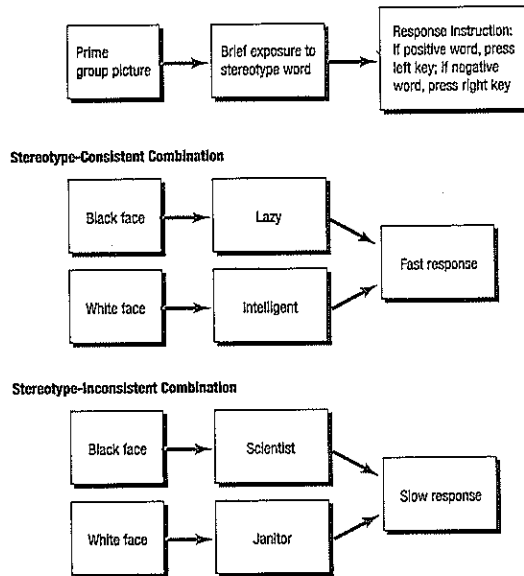 Prime
group picture
Brief exposure to
stereotype word
Response Instruction:
If positive word, press
left key; if negative
word, press right key
Stereotype-Consistent Combination
Black face
Lazy
White face
Intelligent
Fast response
Stereotype-Inconsistent Combination
Black face
Scientist
White face
Janitor
Slow response